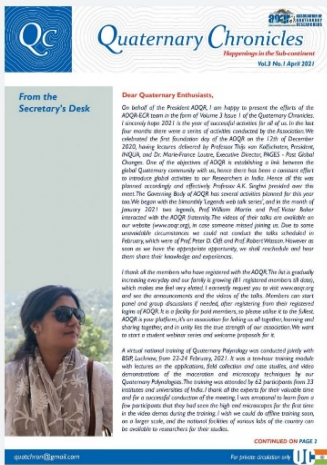 QC
Quaternary Chronicles
Happenings in the Sub-continent
Vol.3 No.1 April 2021
AOQR
ASSOCIATION OF QUATERNARY RESEARCHERS
From the
Secretary's Desk
Dear Quaternary Enthusiasts,
On behalf of the President AOQR, I am happy to present the efforts of the
AOQR-ECR team in the form of Volume 3 Issue 1 of the Quaternary Chronicles.
I sincerely hope 2021 is the year of successful activities for all of us. In the last
four months there were a series of activities conducted by the Association. We
celebrated the first foundation day of the AOQR on the 12th of December
2020, having lectures delivered by Professor Thijs van Kolfschoten, President,
INQUA, and Dr. Marie-France Loutre, Executive Director, PAGES - Past Global
Changes. One of the objectives of AOQR is establishing a link between the
global Quaternary community with us, hence there has been a constant effort
to introduce global activities to our Researchers in India. Hence all this was
planned accordingly and effectively. Professor A.K. Singhvi presided over this
event. The Governing Body of AOQR has several activities planned for this year
too. We began with the bimonthly 'Legends web talk series', and in the month of
January 2021 two legends, Prof. William Martin and Prof. Victor Baker
interacted with the AOQR fraternity. The videos of their talks are available on
our website (www.aoqr.org), in case someone missed joining us. Due to some
unavoidable circumstances we could not conduct the talks scheduled in
February, which were of Prof. Peter D. Clift and Prof. Robert Wasson. However as
soon as we have the appropriate opportunity, we shall reschedule and hear
them share their knowledge and experiences.
I thank all the members who have registered with the AOQR. The list is gradually
increasing everyday and our family is growing (81 registered members till date),
which makes me feel very elated. I earnestly request you to visit www.aoqr.org
and see the announcements and the videos of the talks. Members can start
panel and group discussions if needed, after registering from their registered
logins of AOQR. It is a facility for paid members, so please utilise it to the fullest.
AOQR is your platform, it's an association for linking us all together, learning and
sharing together, and in unity lies the true strength of our association. We want
to start a student webinar series and welcome proposals for it.
A virtual national training of Quaternary Palynology was conducted jointly with
BSIP, Lucknow, from 22-24 February, 2021. It was a two-hour training module
with lectures on the applications, field collection and case studies, and video
demonstrations of the maceration and microscopy techniques by our
Quaternary Palynologists. The training was attended by 62 participants from 33
institutes and universities of India. I thank all the experts for their valuable time
and for a successful conduction of the meeting. I was emotional to learn from a
few participants that they had seen the high end microscopes for the first time
in the video demos during the training. I wish we could do offline training soon,
on a larger scale, and the national facilities of various labs of the country can
be available to researchers for their studies.
CONTINUED ON PAGE 2
quatchron@gmail.com
For private circulation only